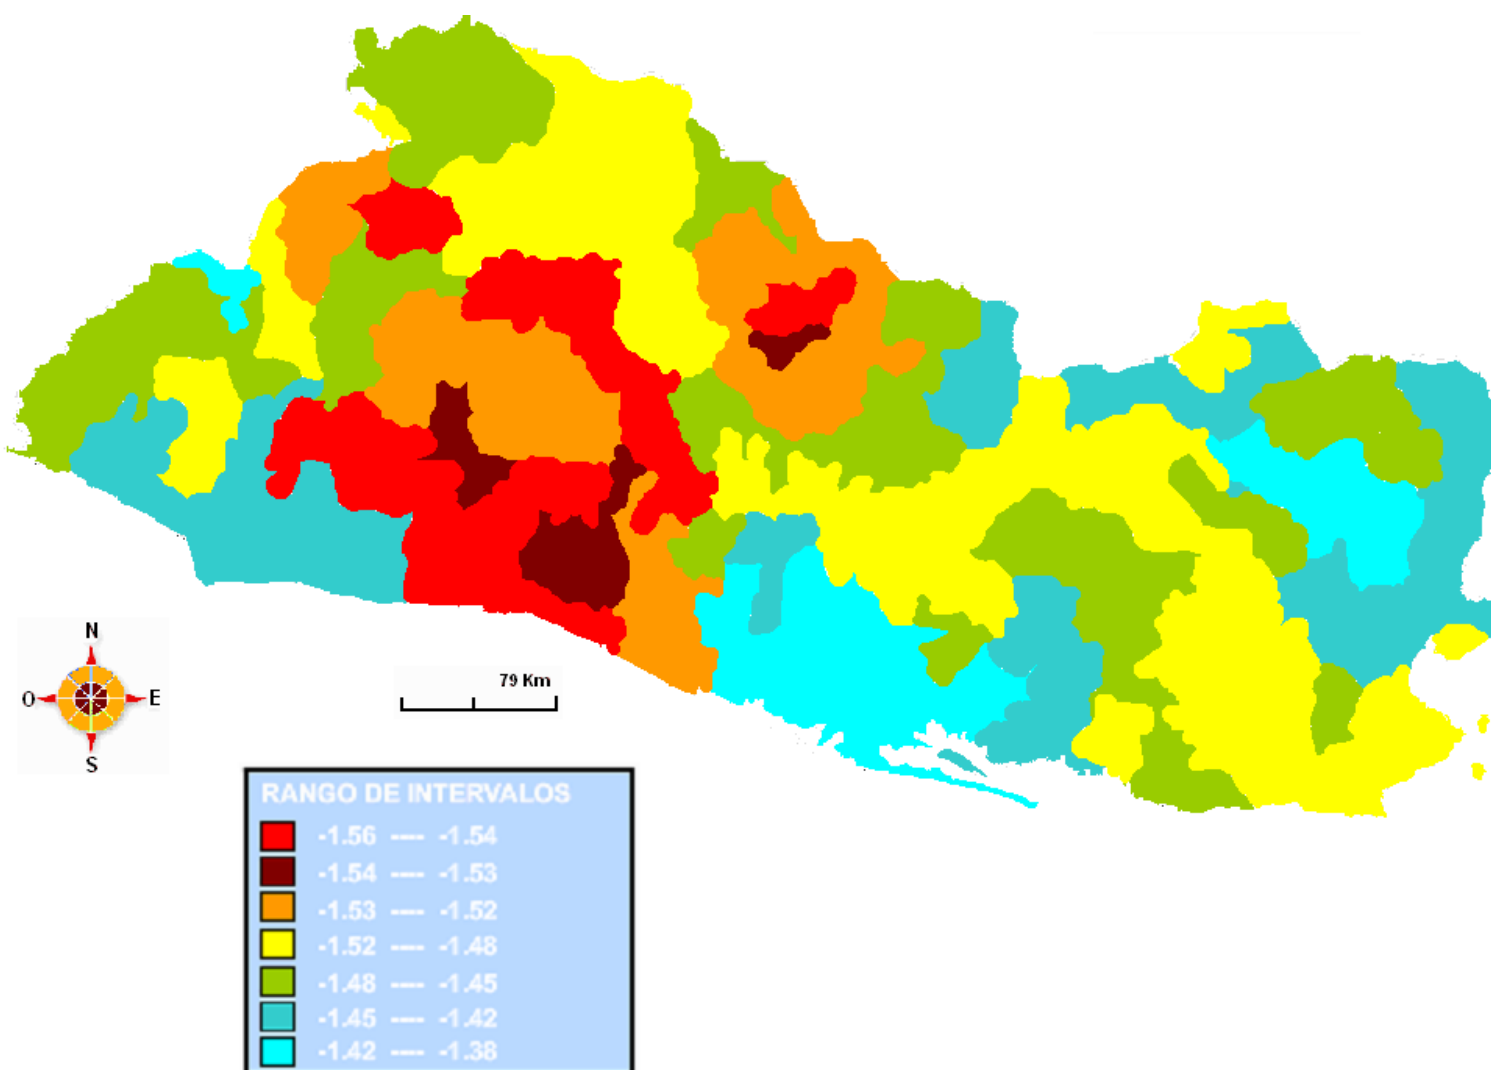 N
O
E
S
79 Km
RANGO DE INTERVALOS
-1.56 ---- -1.54
-1.54 ---- -1.53
-1.53 ---- -1.52
-1.52 ---- -1.48
-1.48 ---- -1.45
-1.45 ---- -1.42
-1.42 ---- -1.38